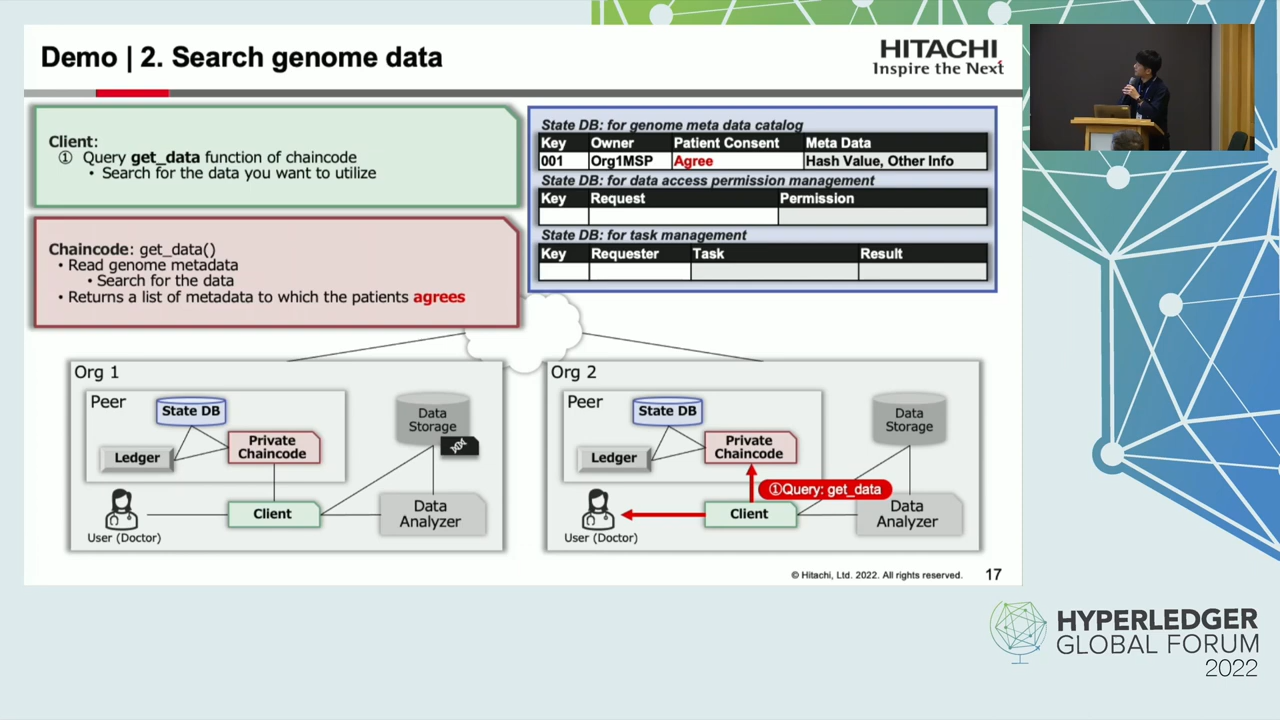 Demo | 2. Search genome data
HITACHI
Inspire the Next
Client:
① Query get_data function of chaincode
• Search for the data you want to utilize
Chaincode: get_data()
• Read genome metadata
• Search for the data
• Returns a list of metadata to which the patients agrees
State DB: for genome meta data catalog
Key Owner Patient Consent Meta Data
001 Org1MSP Agree Hash Value, Other Info
State DB: for data access permission management
Key Request Permission
State DB: for task management
Key Requester Task Result
Org 1
Peer
State DB
Ledger
Private
Chaincode
Data
Storage
User (Doctor)
Client
Data
Analyzer
Org 2
Peer
State DB
Ledger
Private
Chaincode
Data
Storage
①Query: get_data
User (Doctor)
Client
Data
Analyzer
© Hitachi, Ltd. 2022. All rights reserved. 17
HYPERLEDGER
GLOBAL FORUM
2022